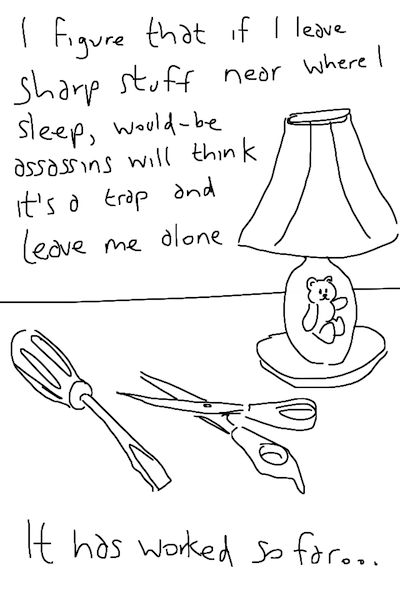 I figure that if I leave
sharp stuff near where I
sleep, would-be
assassins will think
it's a trap and
leave me alone
It has worked so far...